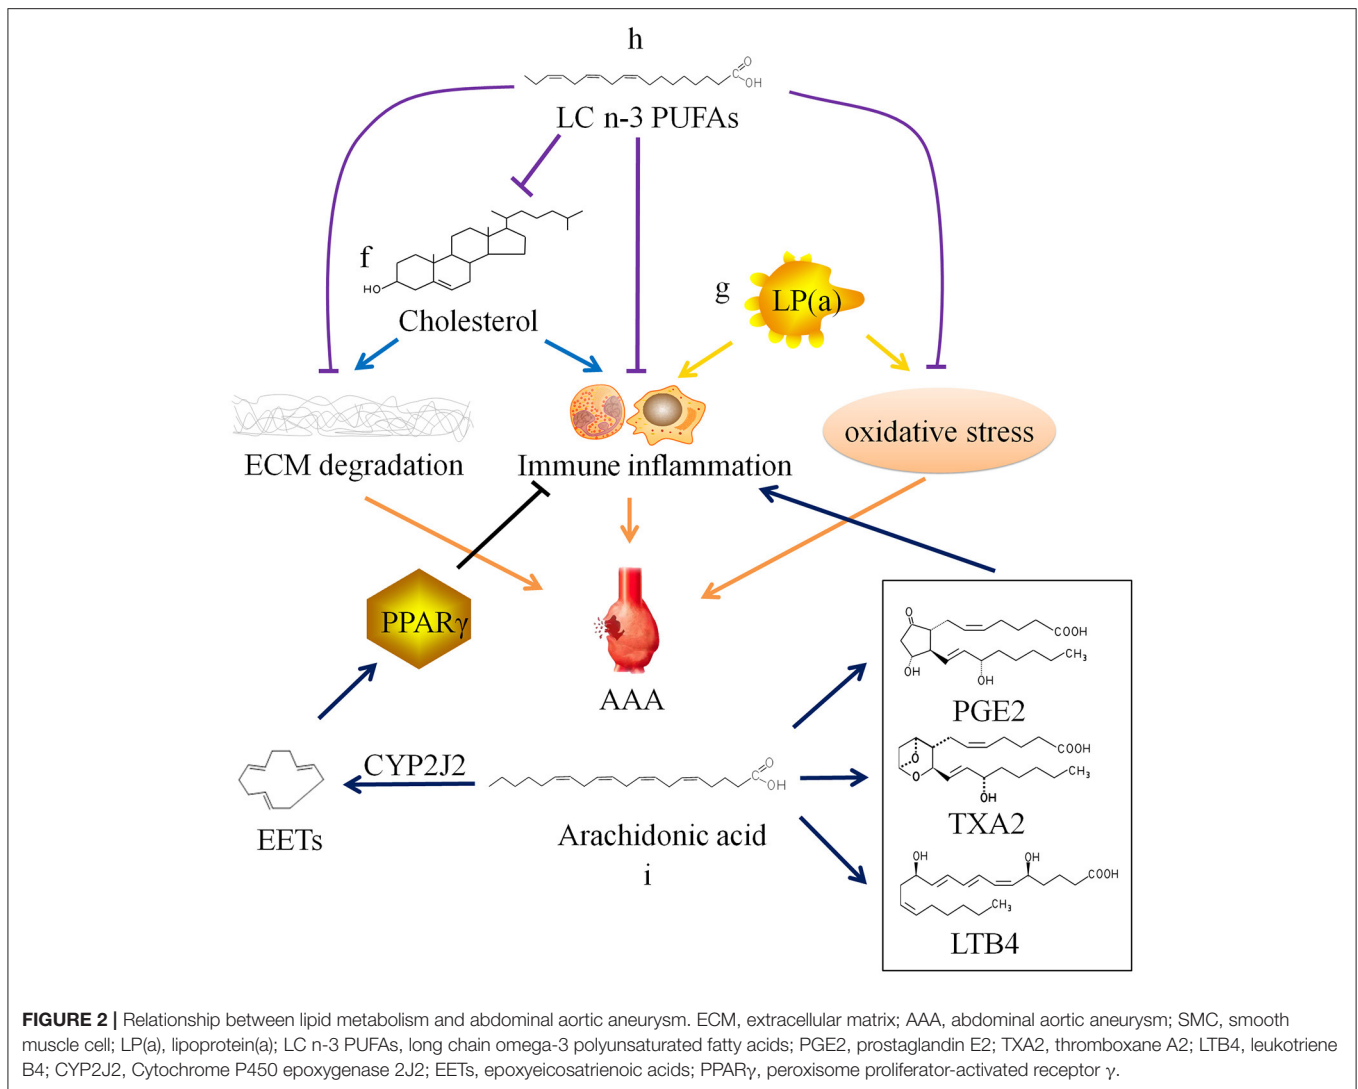 h
O
OH
LC n-3 PUFAs
f
HO
Cholesterol
g
LP(a)
ECM degradation
Immune inflammation
oxidative stress
PPARγ
AAA
O
COOH
CH3
OH
OH
PGE2
CYP2J2
EETs
O
OH
Arachidonic acid
i
O
O
COOH
CH3
OH
TXA2
OH
OH
COOH
CH3
LTB4
FIGURE 2 | Relationship between lipid metabolism and abdominal aortic aneurysm. ECM, extracellular matrix; AAA, abdominal aortic aneurysm; SMC, smooth
muscle cell; LP(a), lipoprotein(a); LC n-3 PUFAs, long chain omega-3 polyunsaturated fatty acids; PGE2, prostaglandin E2; TXA2, thromboxane A2; LTB4, leukotriene
B4; CYP2J2, Cytochrome P450 epoxygenase 2J2; EETs, epoxyeicosatrienoic acids; PPARγ, peroxisome proliferator-activated receptor γ.